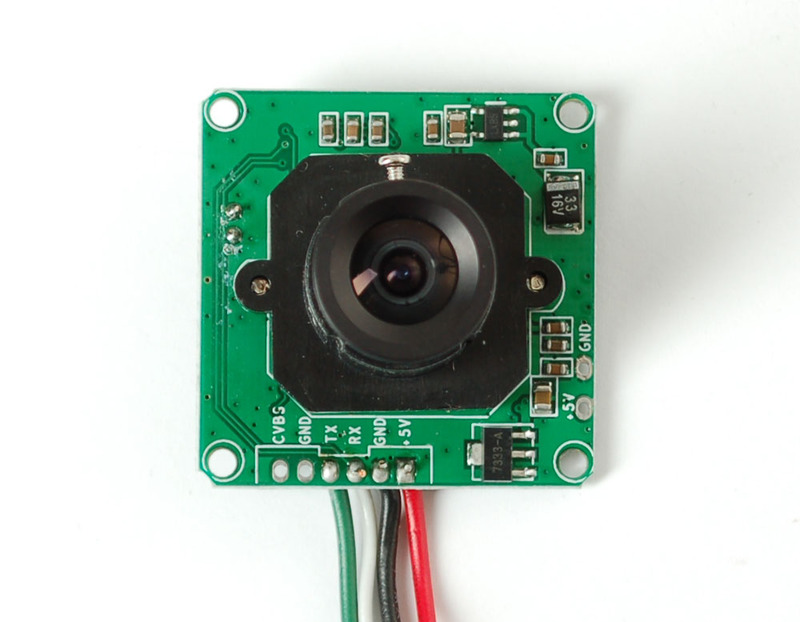 33
16V
GND
+5V
CVBS
GND
TX
RX
GND
+5V
7333-A